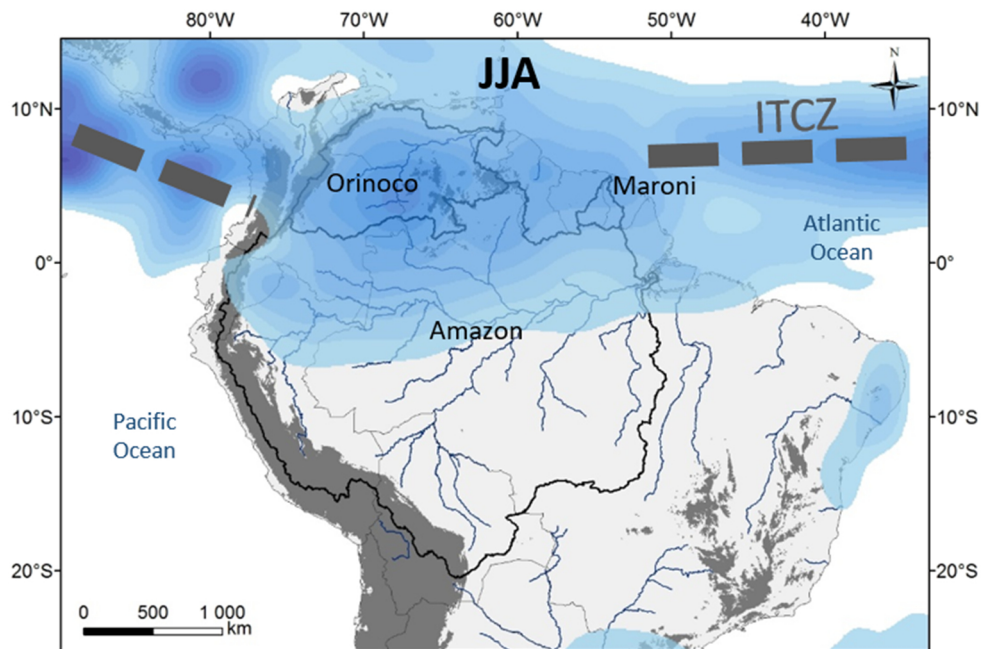 80°W 70°W 60°W 50°W 40°W
JJA
N
10°N 10°N
ITCZ
Orinoco
Maroni
Atlantic
Ocean
0° 0°
Amazon
10°S 10°S
Pacific
Ocean
20°S 20°S
0 500 1 000
km